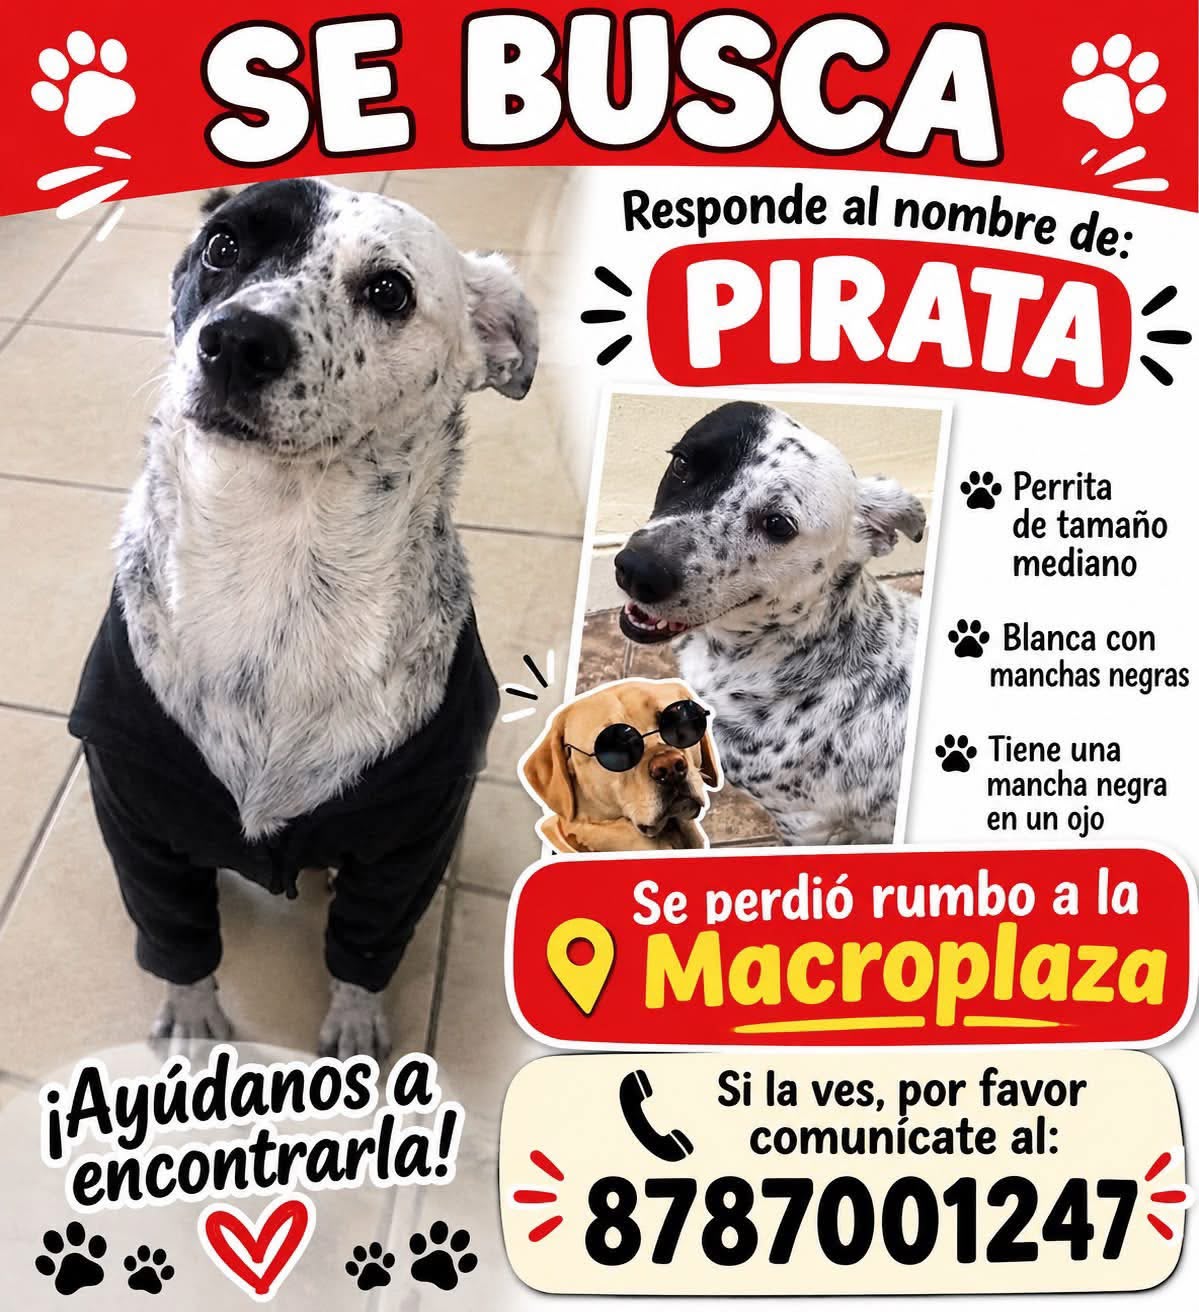 SE BUSCA
Responde al nombre de:
PIRATA
Perrita
de tamaño
mediano
Blanca con
manchas negras
Tiene una
mancha negra
en un ojo
Se perdió rumbo a la
Macroplaza
¡Ayúdanos a
encontrarla!
Si la ves, por favor
comunícate al:
8787001247